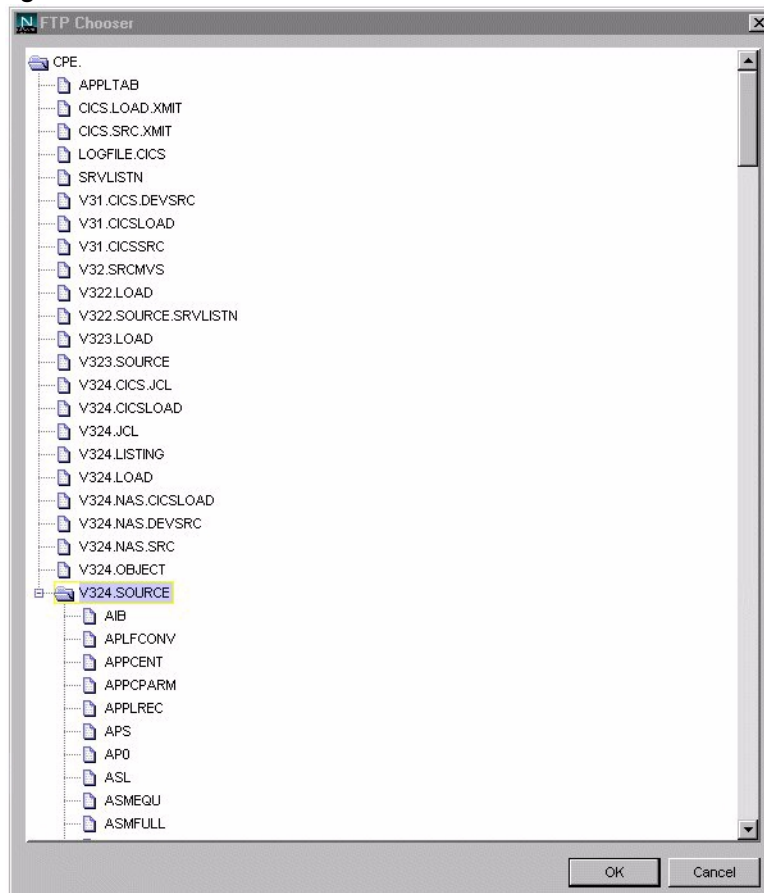 FTP Chooser
CPE.
APPLTAB
CICS.LOAD.XMIT
CICS.SRC.XMIT
LOGFILE.CICS
SRVLISTN
V31.CICS.DEVSRC
V31.CICSLOAD
V31.CICSSRC
V32.SRCMVS
V322.LOAD
V322.SOURCE.SRVLISTN
V323.LOAD
V323.SOURCE
V324.CICS.JCL
V324.CICSLOAD
V324.JCL
V324.LISTING
V324.LOAD
V324.NAS.CICSLOAD
V324.NAS.DEVSRC
V324.NAS.SRC
V324.OBJECT
V324.SOURCE
AIB
APLFCONV
APPCENT
APPCPARM
APPLREC
APS
AP0
ASL
ASMEQU
ASMFULL
OK Cancel